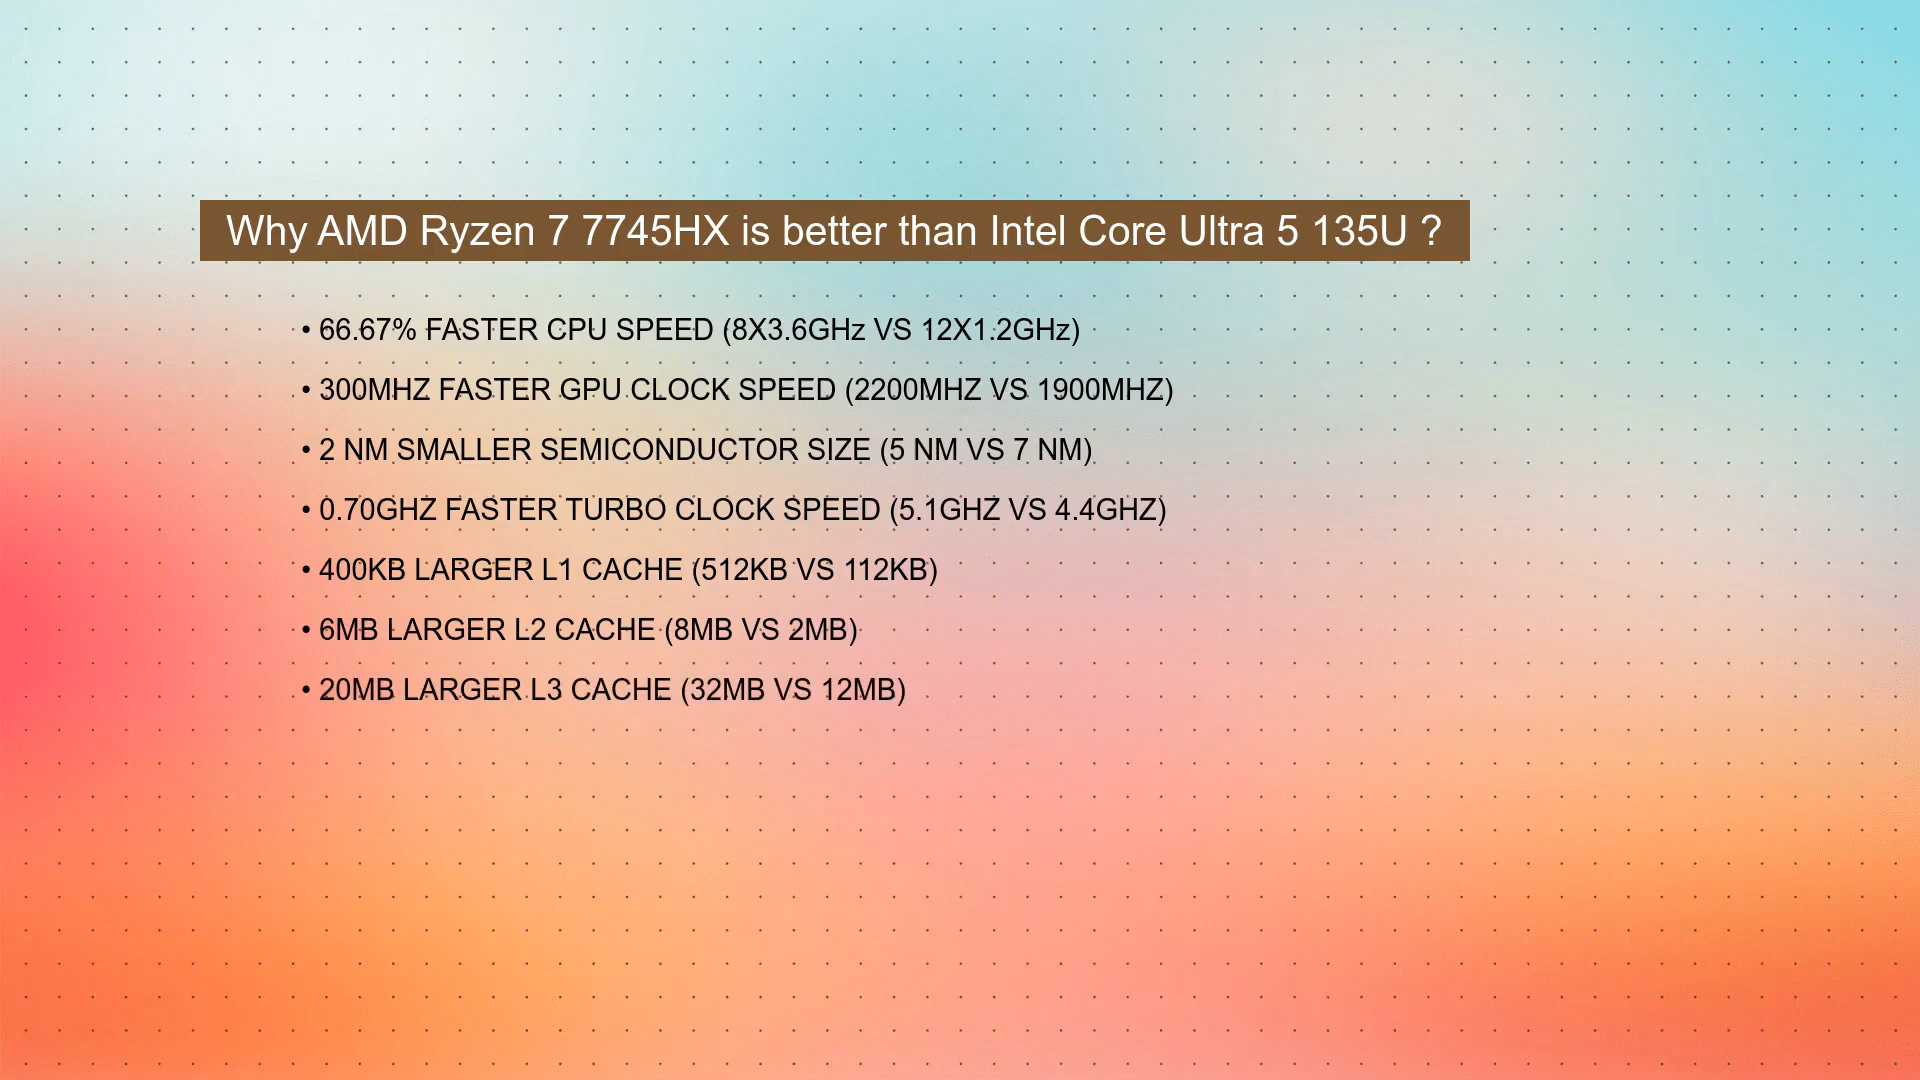 Why AMD Ryzen 7 7745HX is better than Intel Core Ultra 5 135U ?
• 66.67% FASTER CPU SPEED (8X3.6GHz VS 12X1.2GHz)
• 300MHZ FASTER GPU CLOCK SPEED (2200MHZ VS 1900MHZ)
• 2 NM SMALLER SEMICONDUCTOR SIZE (5 NM VS 7 NM)
• 0.70GHZ FASTER TURBO CLOCK SPEED (5.1GHZ VS 4.4GHZ)
• 400KB LARGER L1 CACHE (512KB VS 112KB)
• 6MB LARGER L2 CACHE (8MB VS 2MB)
• 20MB LARGER L3 CACHE (32MB VS 12MB)